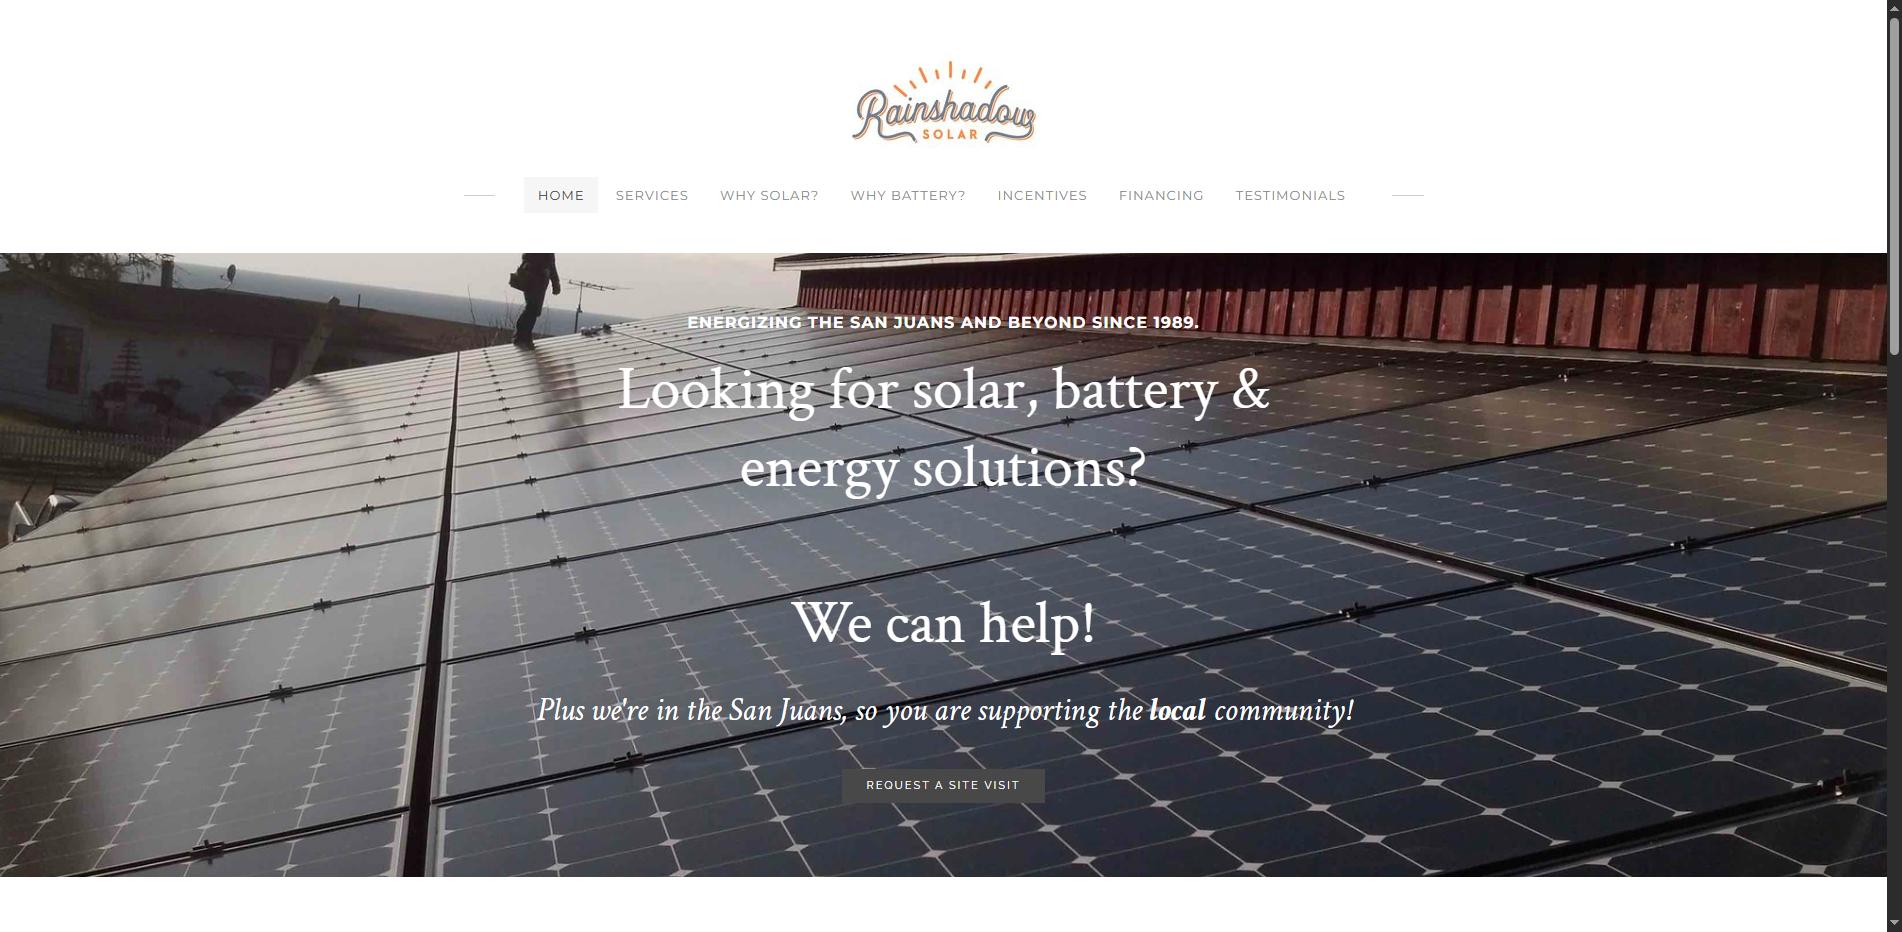 Rainshadow
SOLAR
HOME SERVICES WHY SOLAR? WHY BATTERY? INCENTIVES FINANCING TESTIMONIALS
ENERGIZING THE SAN JUANS AND BEYOND SINCE 1989.
Looking for solar, battery &
energy solutions?
We can help!
Plus we're in the San Juans, so you are supporting the local community!
REQUEST A SITE VISIT